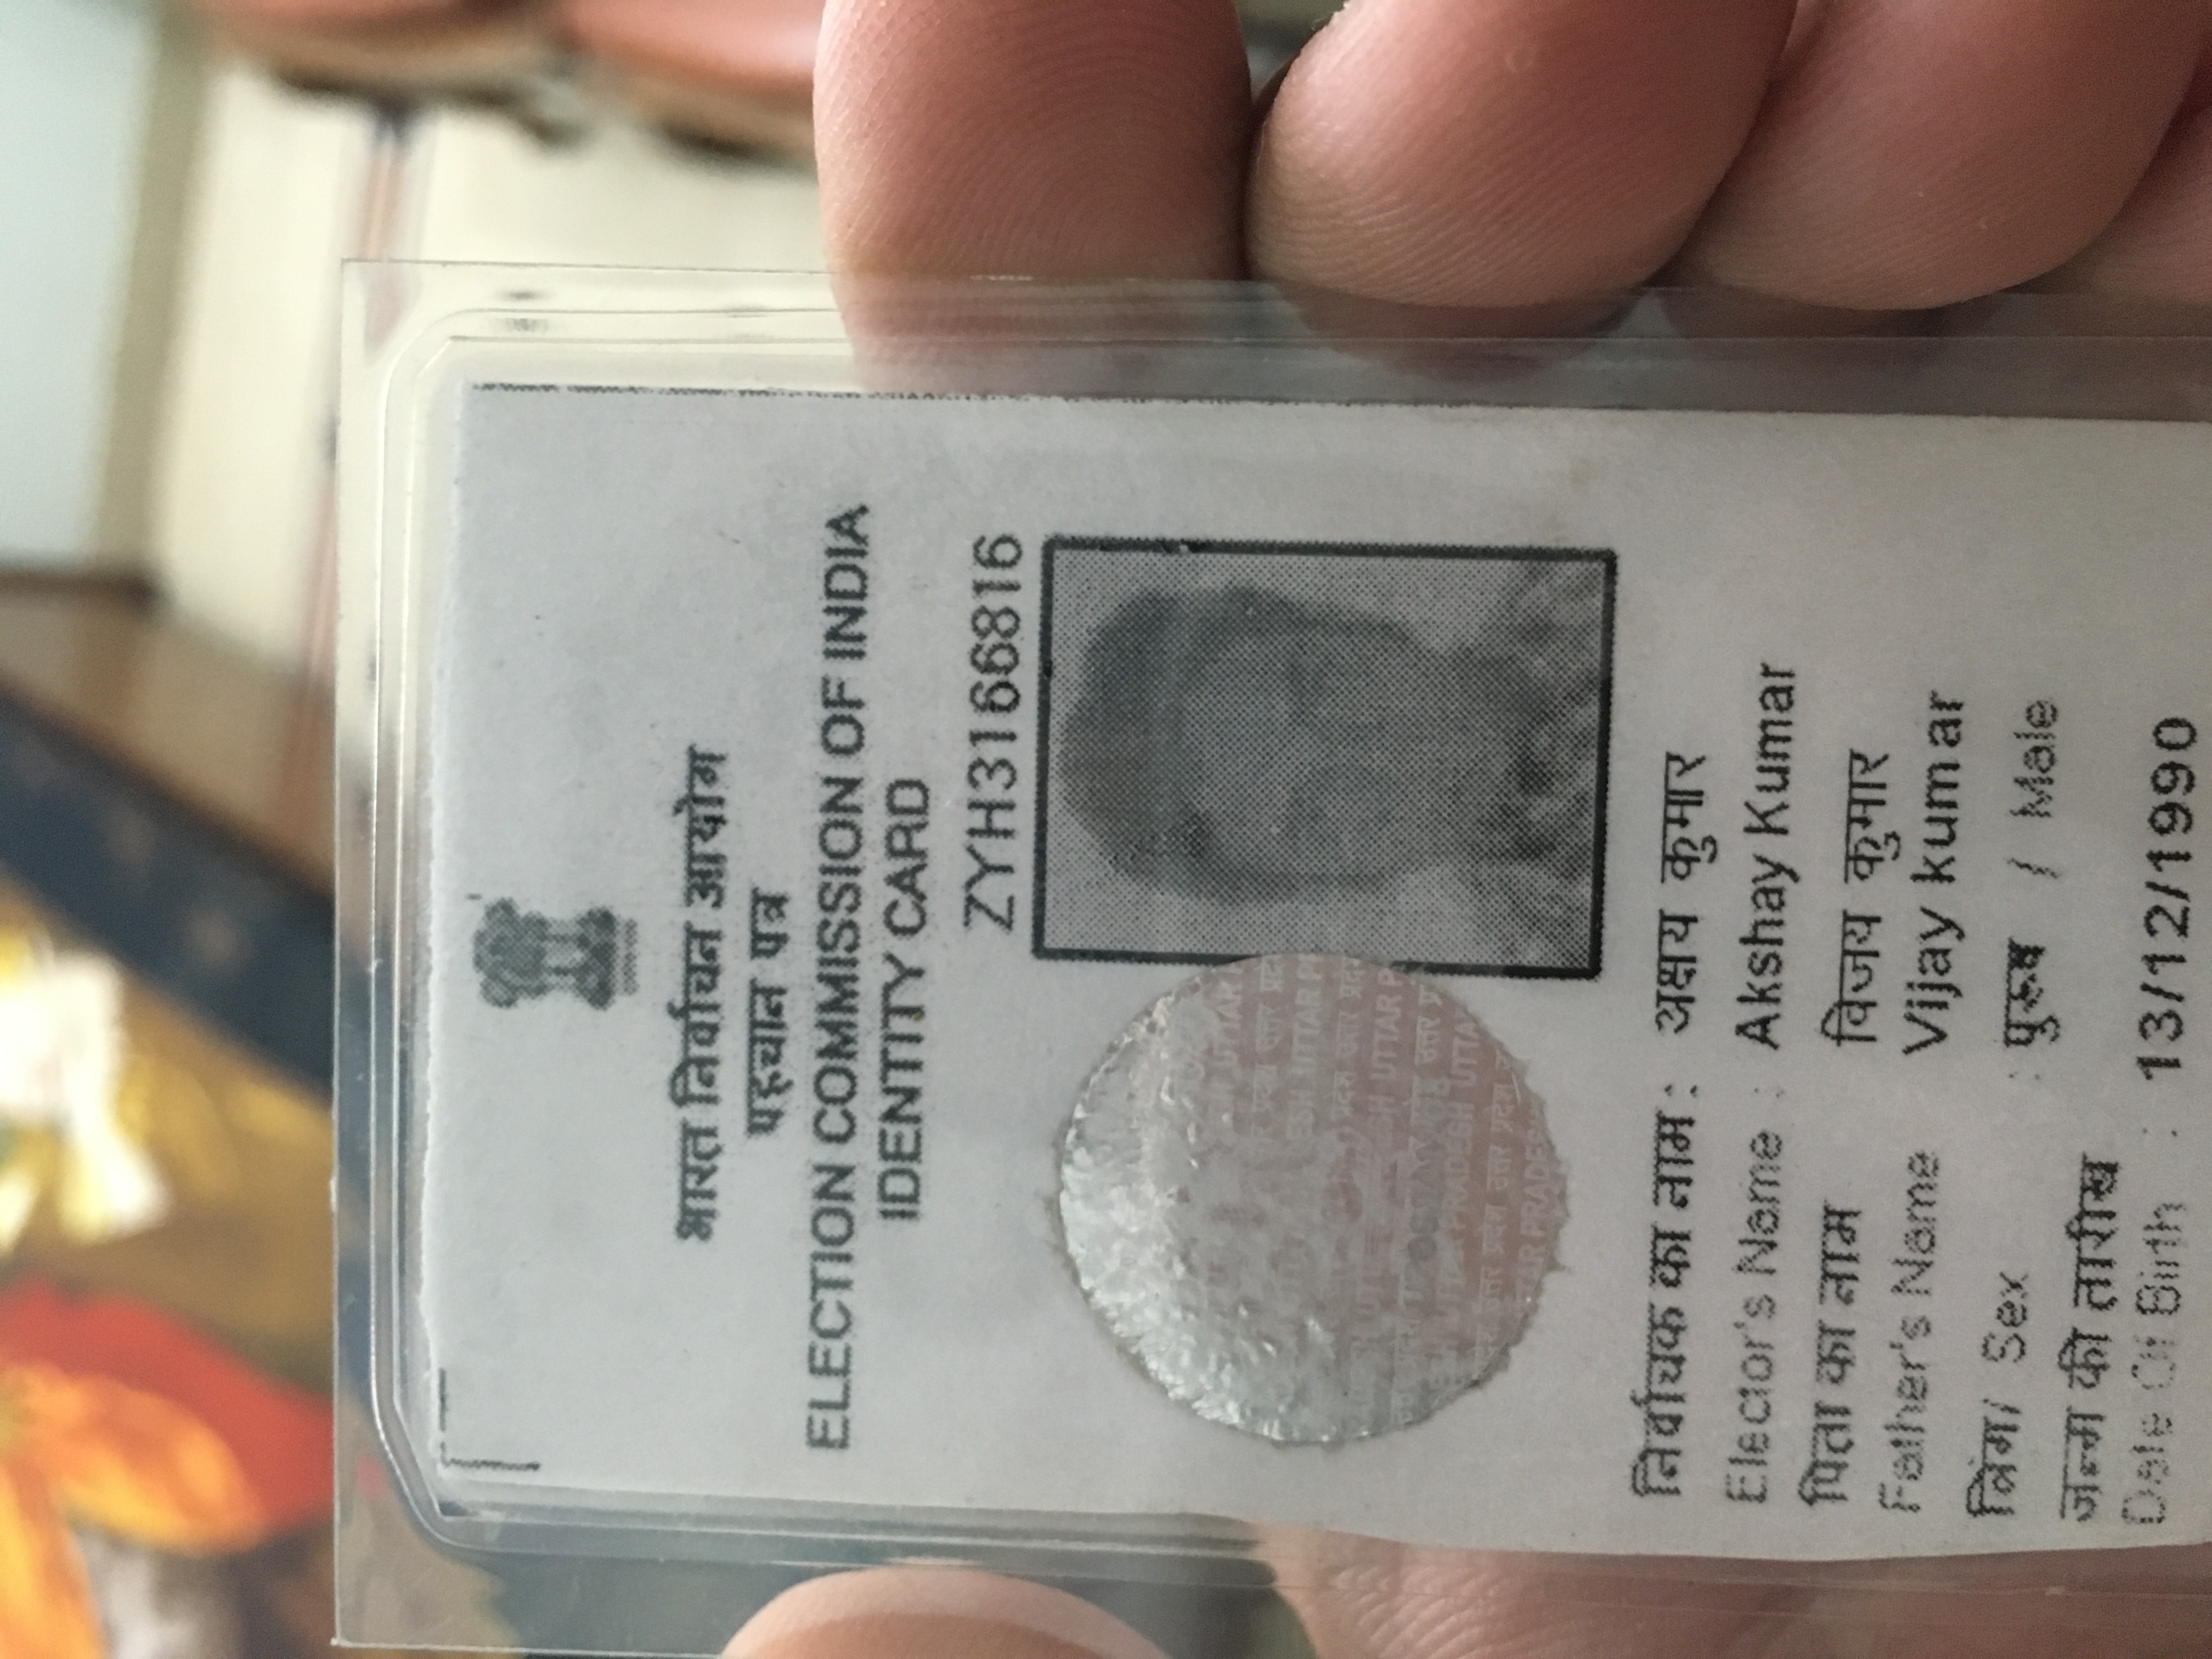 भारत निर्वाचन आयोग
पहचान पत्र
ELECTION COMMISSION OF INDIA
IDENTITY CARD
ZYH3166816
निर्वाचक का नाम : अक्षय कुमार
Elector's Name : Akshay Kumar
पिता का नाम विजय कुमार
Father's Name Vijay kumar
लिंग/ Sex : पुरुष / Male
जन्म की तारीख
Date Of Birth : 13/12/1990